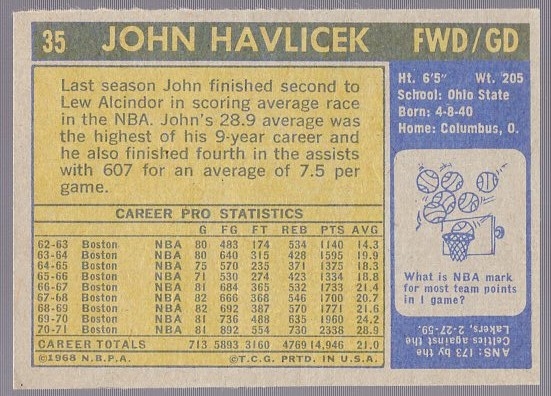 35 JOHN HAVLICEK FWD/GD
Last season John finished second to
Lew Alcindor in scoring average race
in the NBA. John's 28.9 average was
the highest of his 9-year career and
he also finished fourth in the assists
with 607 for an average of 7.5 per
game.
CAREER PRO STATISTICS
G FG FT REB PTS AVG
62-63 Boston NBA 80 483 174 534 1140 14.3
63-64 Boston NBA 80 640 315 428 1595 19.9
64-65 Boston NBA 75 570 235 371 1375 18.3
65-66 Boston NBA 71 530 274 423 1334 18.8
66-67 Boston NBA 81 684 365 532 1733 21.4
67-68 Boston NBA 82 666 368 546 1700 20.7
68-69 Boston NBA 82 692 387 570 1771 21.6
69-70 Boston NBA 81 736 488 635 1960 24.2
70-71 Boston NBA 81 892 554 730 2338 28.9
CAREER TOTALS 713 5893 3160 4769 14,946 21.0
©1968 N.B.P.A. ©T.C.G. PRTD. IN U.S.A.
Ht. 6'5" Wt. 205
School: Ohio State
Born: 4-8-40
Home: Columbus, O.
What is NBA mark
for most team points
in 1 game?
ANS: 173 by the
Celtics against the
Lakers, 2-27-59.